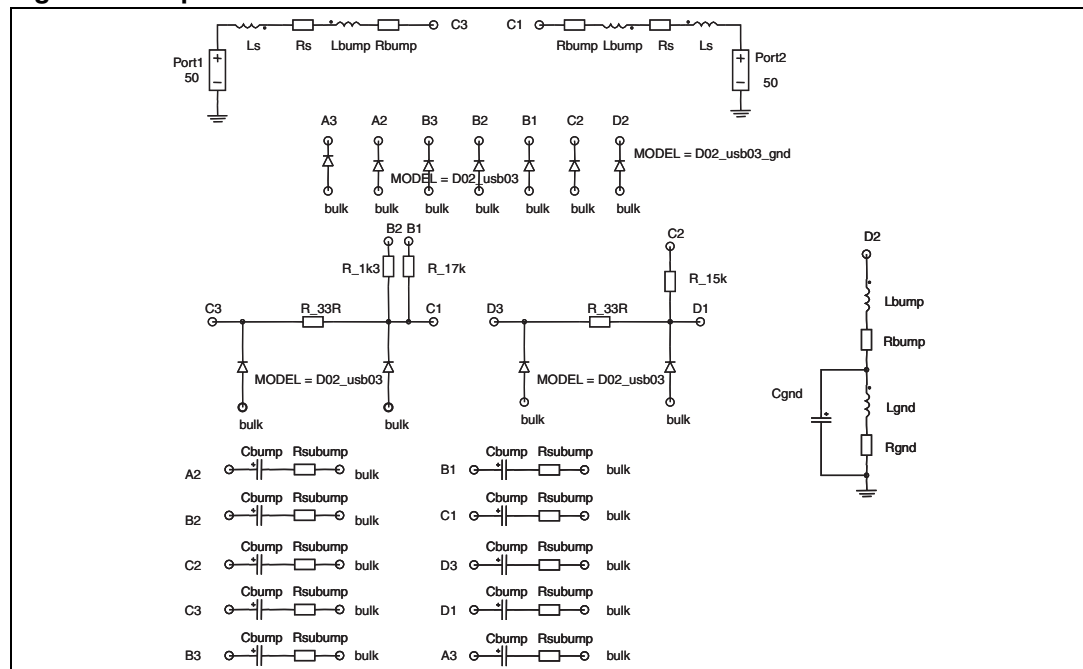 C3
C1
Ls Rs Lbump Rbump
Rbump Lbump Rs Ls
Port1
50
+
−
Port2
50
+
−
A3 A2 B3 B2 B1 C2 D2
MODEL = D02_usb03_gnd
MODEL = D02_usb03
bulk bulk bulk bulk bulk bulk bulk
B2 B1
R_1k3 R_17k
C3 R_33R C1
MODEL = D02_usb03
bulk bulk
C2
R_15k
D3 R_33R D1
MODEL = D02_usb03
bulk bulk
D2
Lbump
Rbump
Cgnd
Lgnd
Rgnd
Cbump Rsubump
A2 bulk
Cbump Rsubump
B2 bulk
Cbump Rsubump
C2 bulk
Cbump Rsubump
C3 bulk
Cbump Rsubump
B3 bulk
Cbump Rsubump
B1 bulk
Cbump Rsubump
C1 bulk
Cbump Rsubump
D3 bulk
Cbump Rsubump
D1 bulk
Cbump Rsubump
A3 bulk